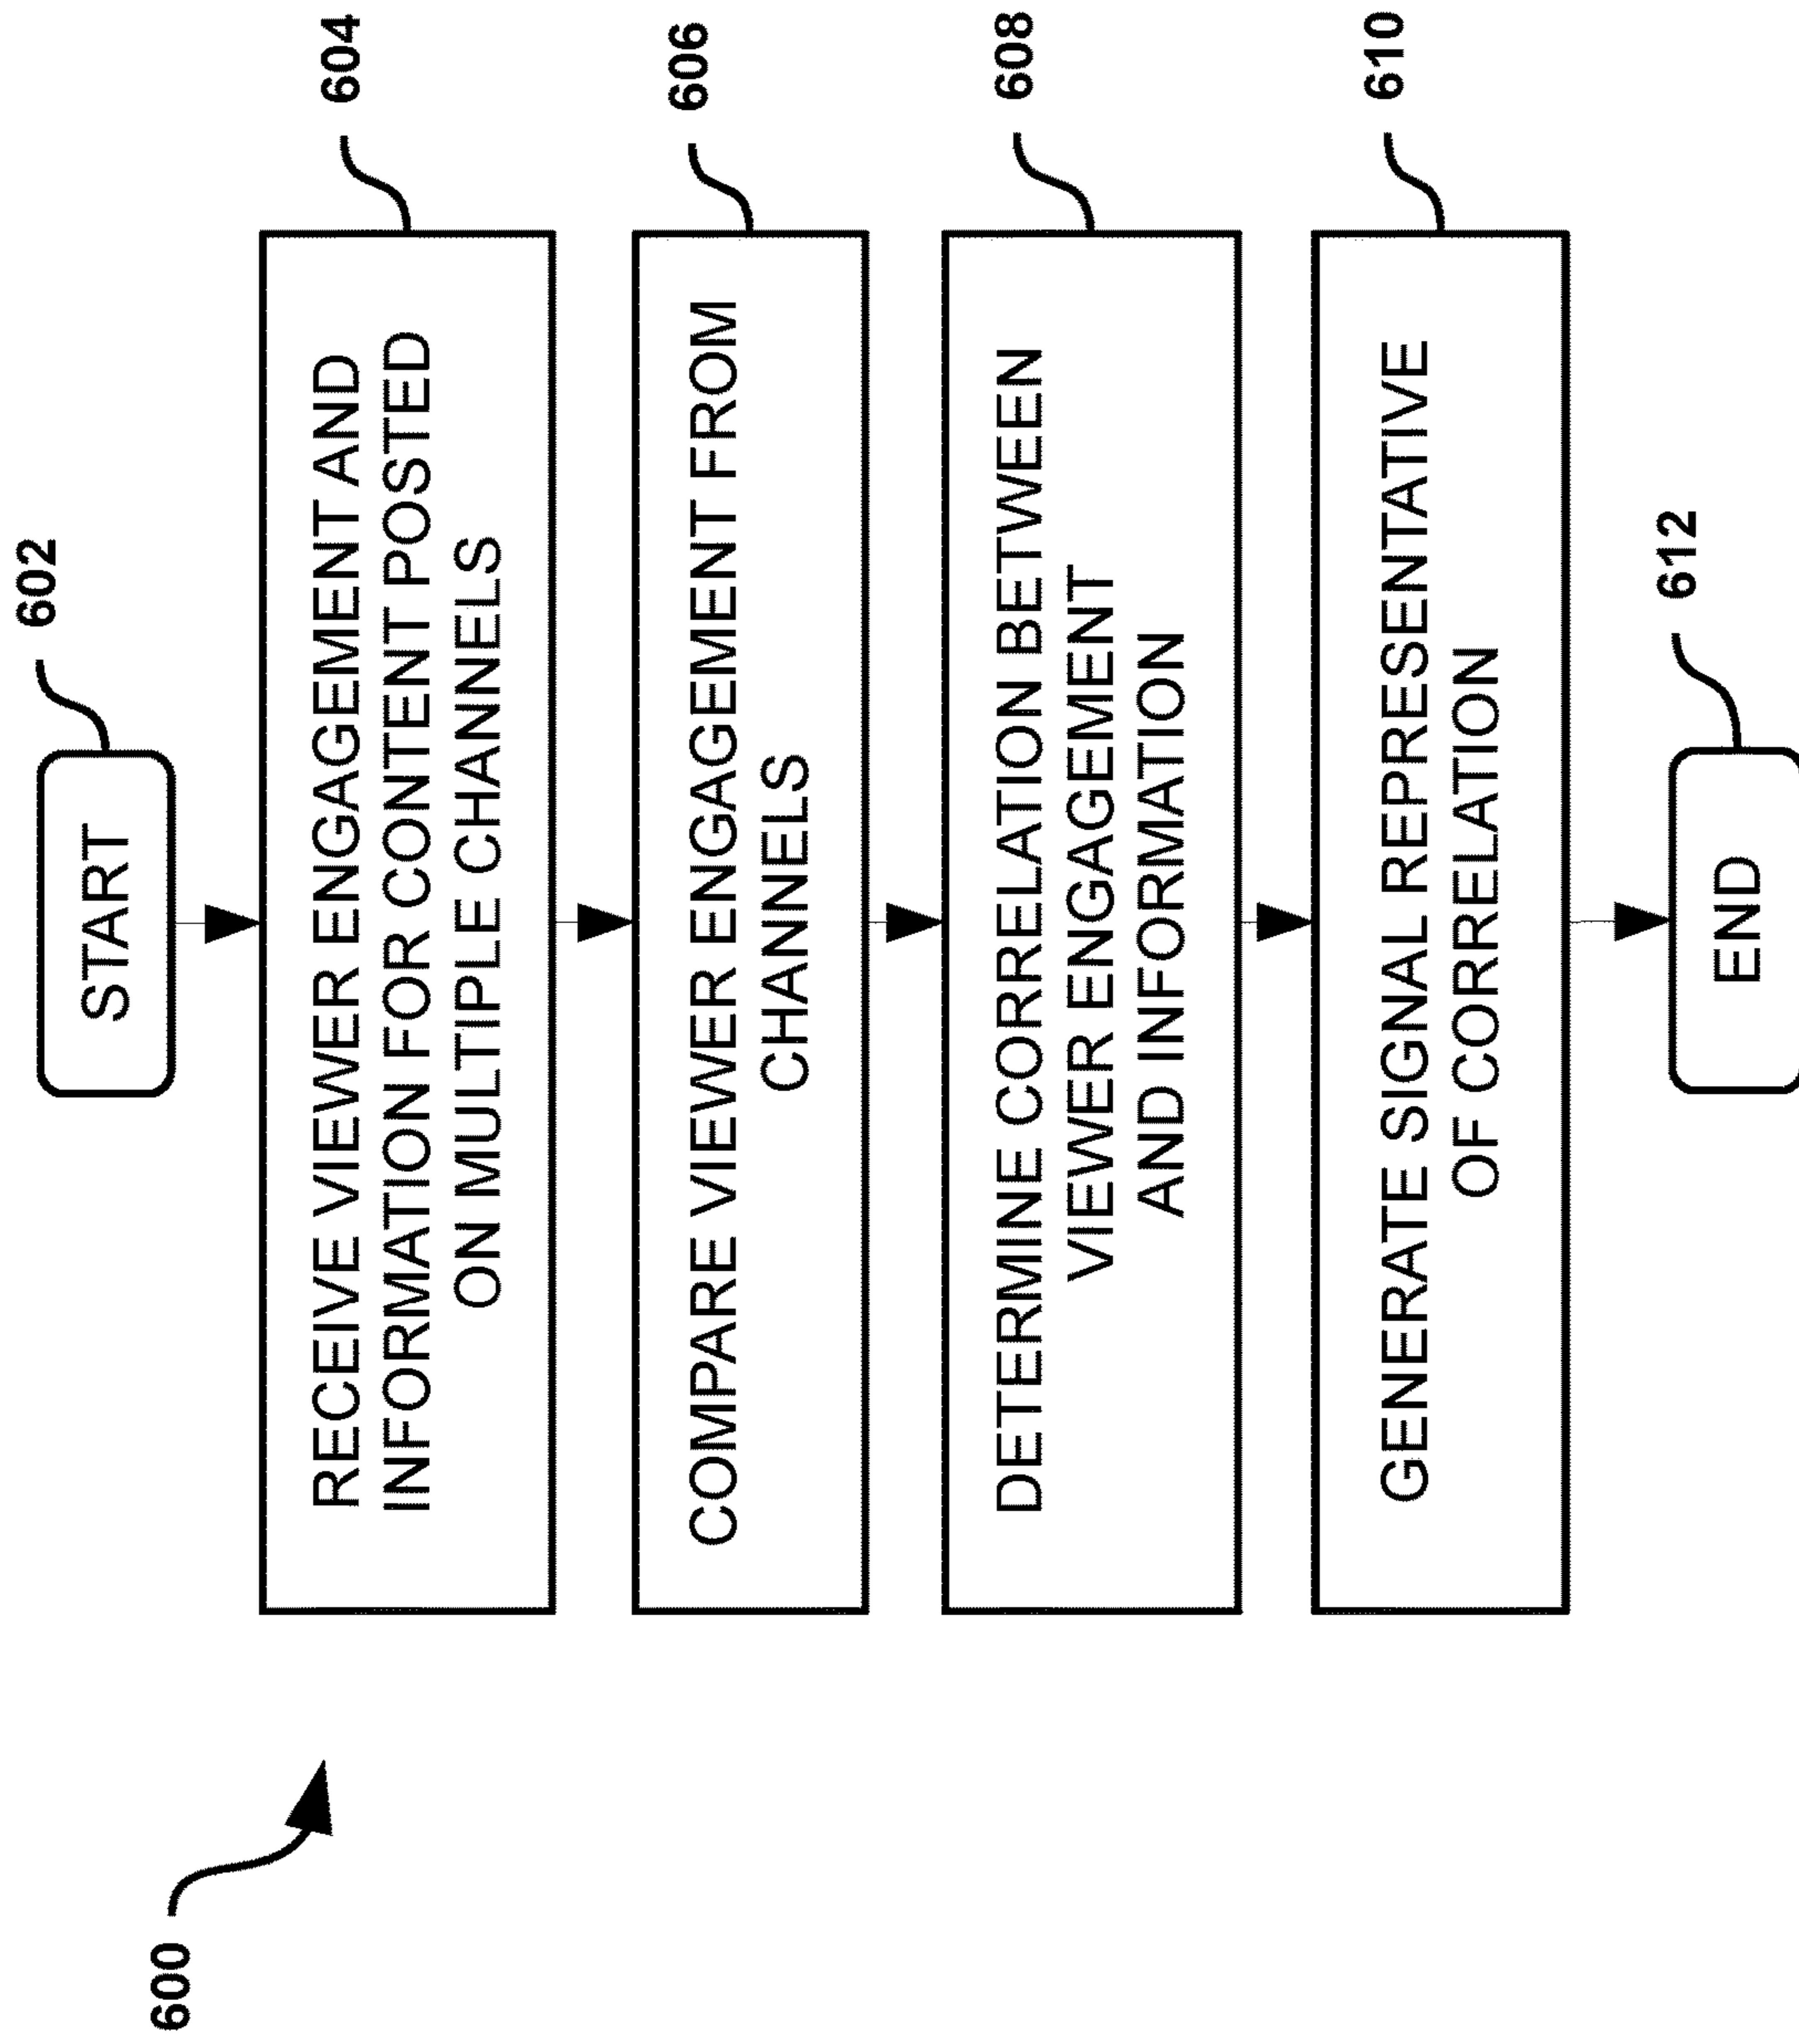 600
START
602
RECEIVE VIEWER ENGAGEMENT AND
INFORMATION FOR CONTENT POSTED
ON MULTIPLE CHANNELS
604
COMPARE VIEWER ENGAGEMENT FROM
CHANNELS
606
DETERMINE CORRELATION BETWEEN
VIEWER ENGAGEMENT
AND INFORMATION
608
GENERATE SIGNAL REPRESENTATIVE
OF CORRELATION
610
END
612